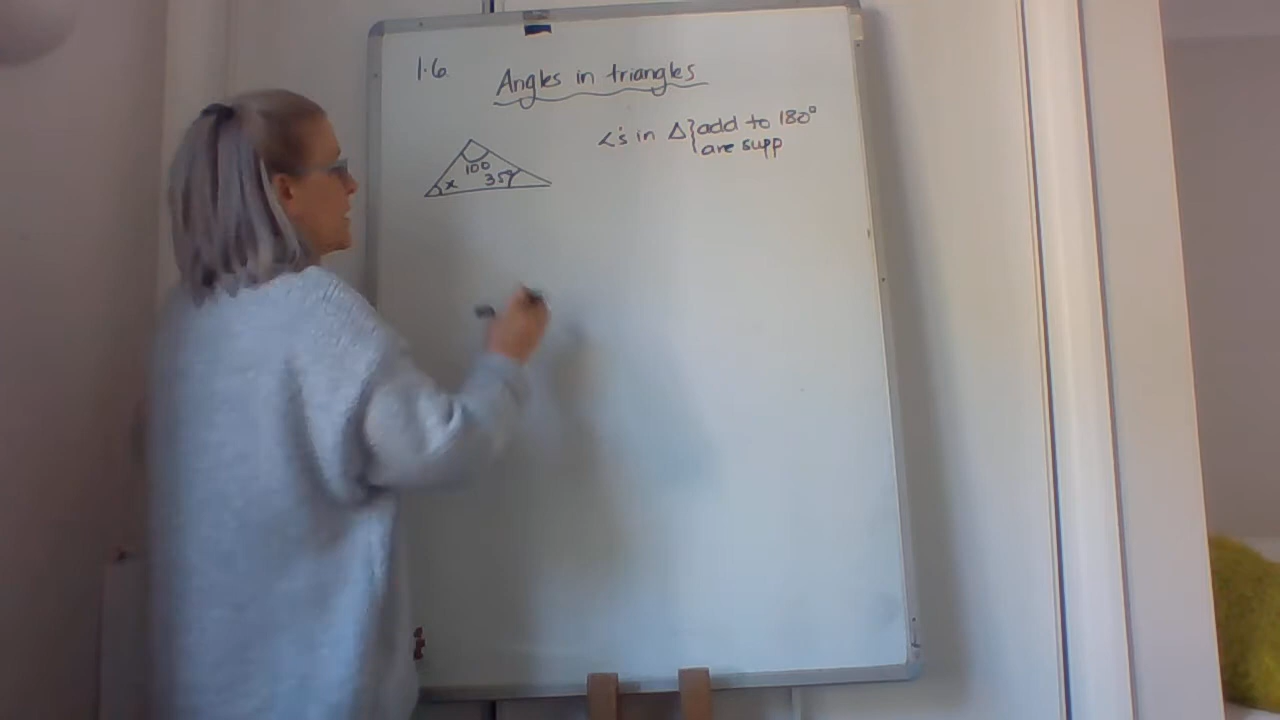 1.6.
Angles in triangles
∠'s in △ } add to 180°
are supp
100
x
35°